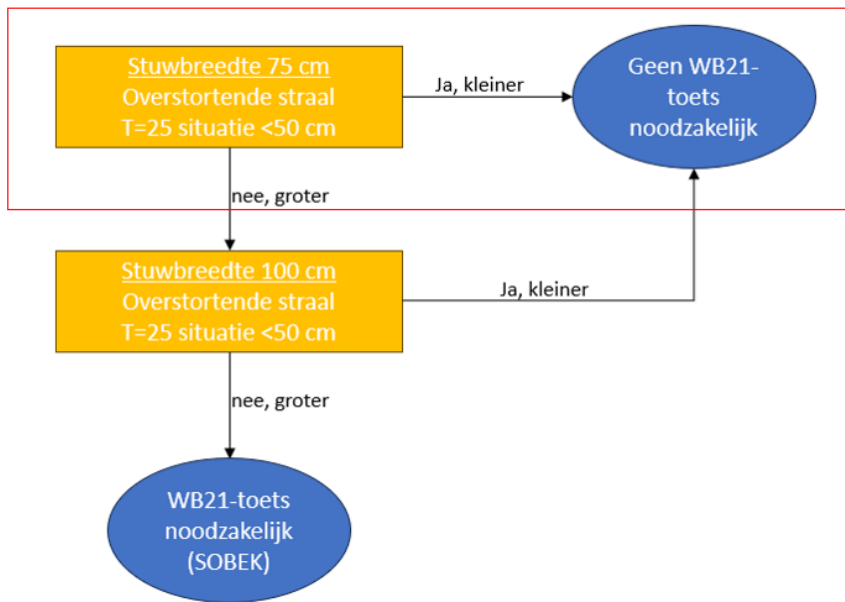 Stuwbreedte 75 cm
Overstortende straal
T=25 situatie <50 cm
Ja, kleiner
Geen WB21-
toets
noodzakelijk
nee, groter
Stuwbreedte 100 cm
Overstortende straal
T=25 situatie <50 cm
Ja, kleiner
nee, groter
WB21-toets
noodzakelijk
(SOBEK)